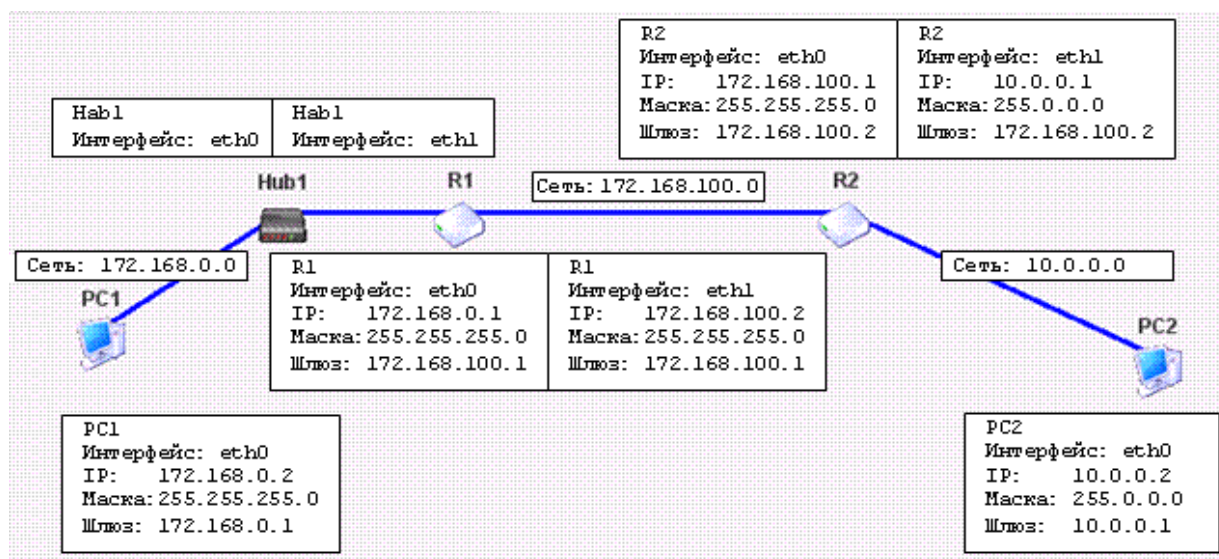 R2
Интерфейс: eth0
IP: 172.168.100.1
Маска:255.255.255.0
Шлюз: 172.168.100.2
R2
Интерфейс: eth1
IP: 10.0.0.1
Маска: 255.0.0.0
Шлюз: 172.168.100.2
Hab1
Интерфейс: eth0
Hab1
Интерфейс: eth1
Hub1
R1
Сеть: 172.168.100.0
R2
Сеть: 172.168.0.0
PC1
R1
Интерфейс: eth0
IP: 172.168.0.1
Маска:255.255.255.0
Шлюз: 172.168.100.1
R1
Интерфейс: eth1
IP: 172.168.100.2
Маска:255.255.255.0
Шлюз: 172.168.100.1
Сеть: 10.0.0.0
PC2
PC1
Интерфейс: eth0
IP: 172.168.0.2
Маска:255.255.255.0
Шлюз: 172.168.0.1
PC2
Интерфейс: eth0
IP: 10.0.0.2
Маска: 255.0.0.0
Шлюз: 10.0.0.1